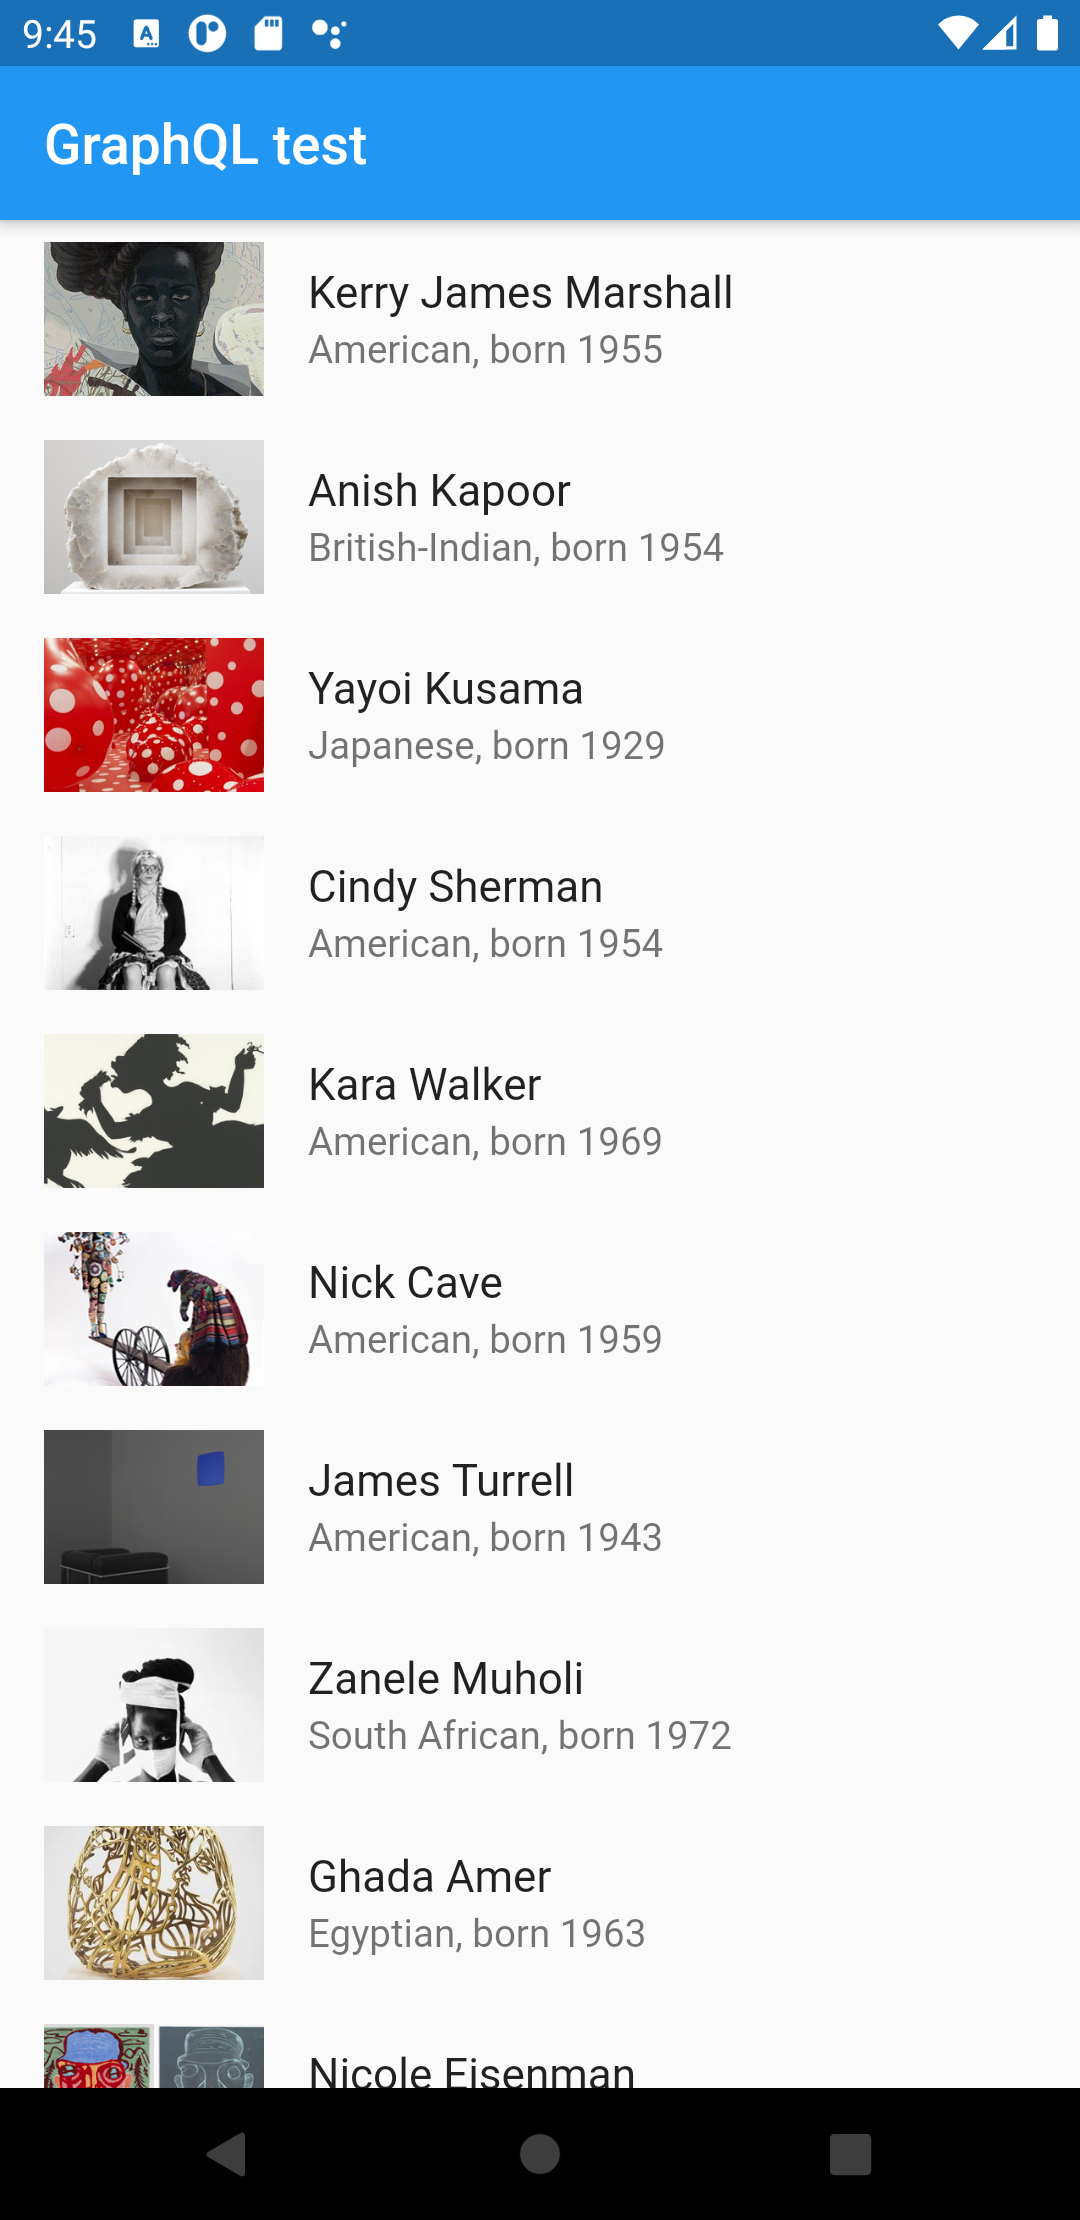 9:45
GraphQL test
Kerry James Marshall
American, born 1955
Anish Kapoor
British-Indian, born 1954
Yayoi Kusama
Japanese, born 1929
Cindy Sherman
American, born 1954
Kara Walker
American, born 1969
Nick Cave
American, born 1959
James Turrell
American, born 1943
Zanele Muholi
South African, born 1972
Ghada Amer
Egyptian, born 1963
Nicole Eisenman